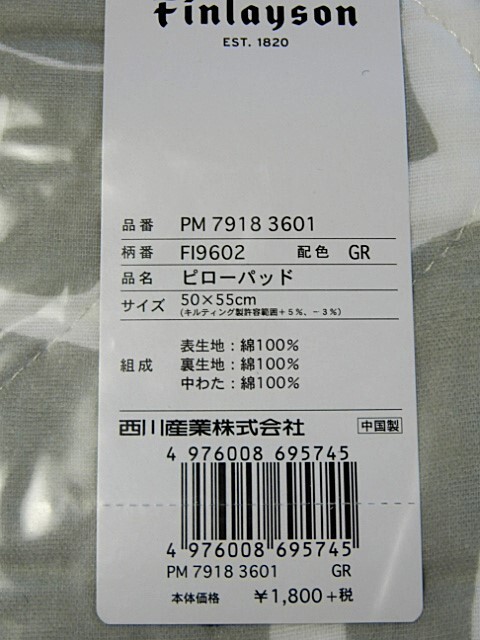 Finlayson
EST. 1820
品番 PM 7918 3601
柄番 FI9602 配色 GR
品名 ピローパッド
サイズ 50×55cm
(キルティング製許容範囲+5%、-3%)
組成 表生地:綿100%
裏生地:綿100%
中わた:綿100%
西川産業株式会社 中国製
4 976008 695745
4 976008 695745
PM 7918 3601 GR
本体価格 ¥1,800+税